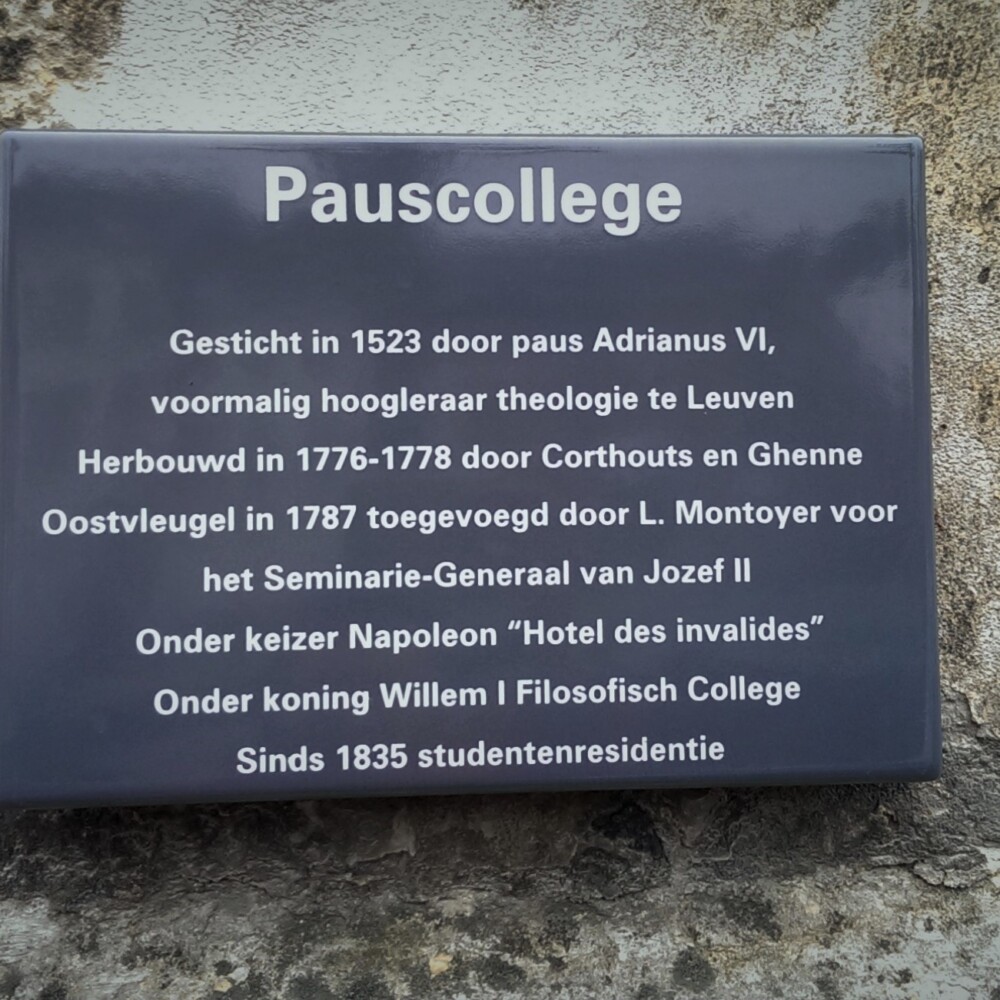 Pauscollege
Gesticht in 1523 door paus Adrianus VI,
voormalig hoogleraar theologie te Leuven
Herbouwd in 1776-1778 door Corthouts en Ghenne
Oostvleugel in 1787 toegevoegd door L. Montoyer voor
het Seminarie-Generaal van Jozef II
Onder keizer Napoleon “Hotel des invalides”
Onder koning Willem I Filosofisch College
Sinds 1835 studentenresidentie